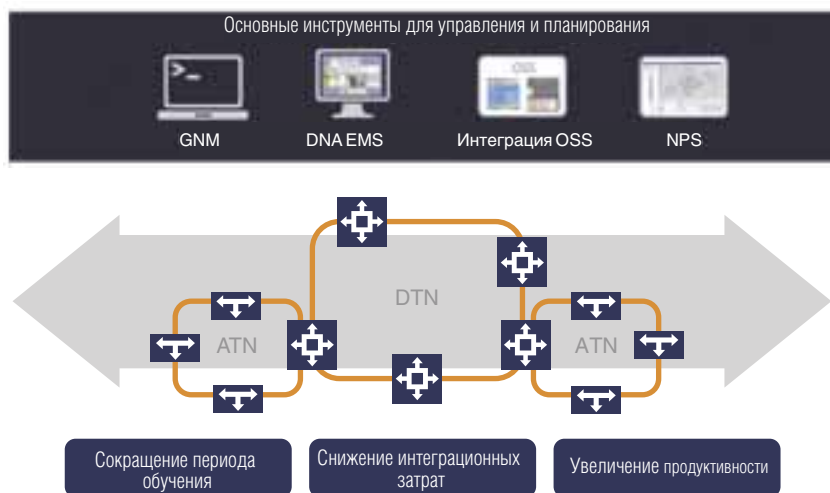 Основные инструменты для управления и планирования
>_
OSS
GNM
DNA EMS
Интеграция OSS
NPS
DTN
ATN
ATN
Сокращение периода
обучения
Снижение интеграционных
затрат
Увеличение продуктивности